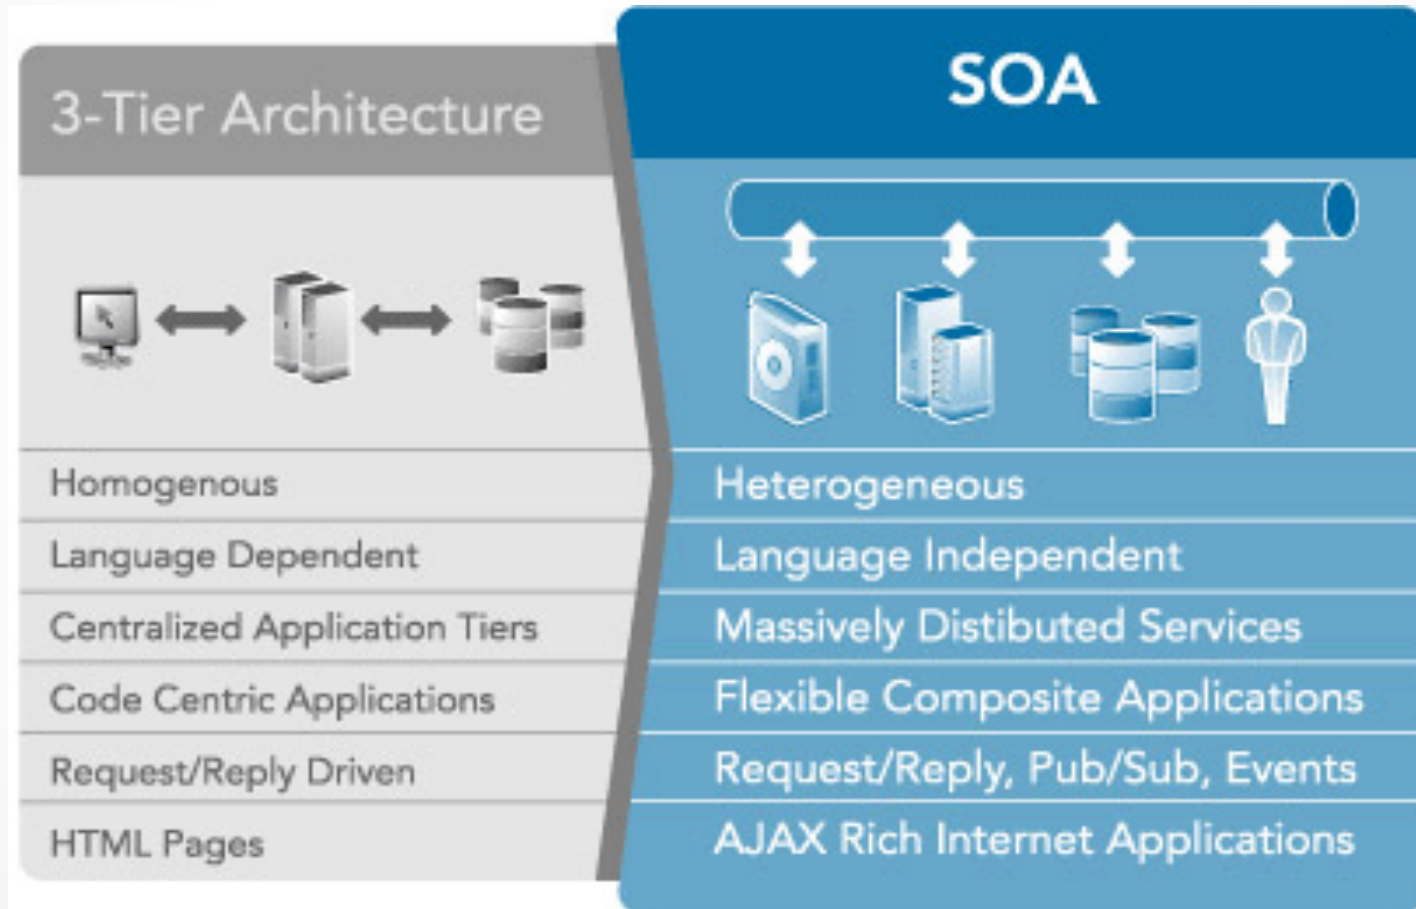 3-Tier Architecture
SOA
Homogenous
Heterogeneous
Language Dependent
Language Independent
Centralized Application Tiers
Massively Distibuted Services
Code Centric Applications
Flexible Composite Applications
Request/Reply Driven
Request/Reply, Pub/Sub, Events
HTML Pages
AJAX Rich Internet Applications